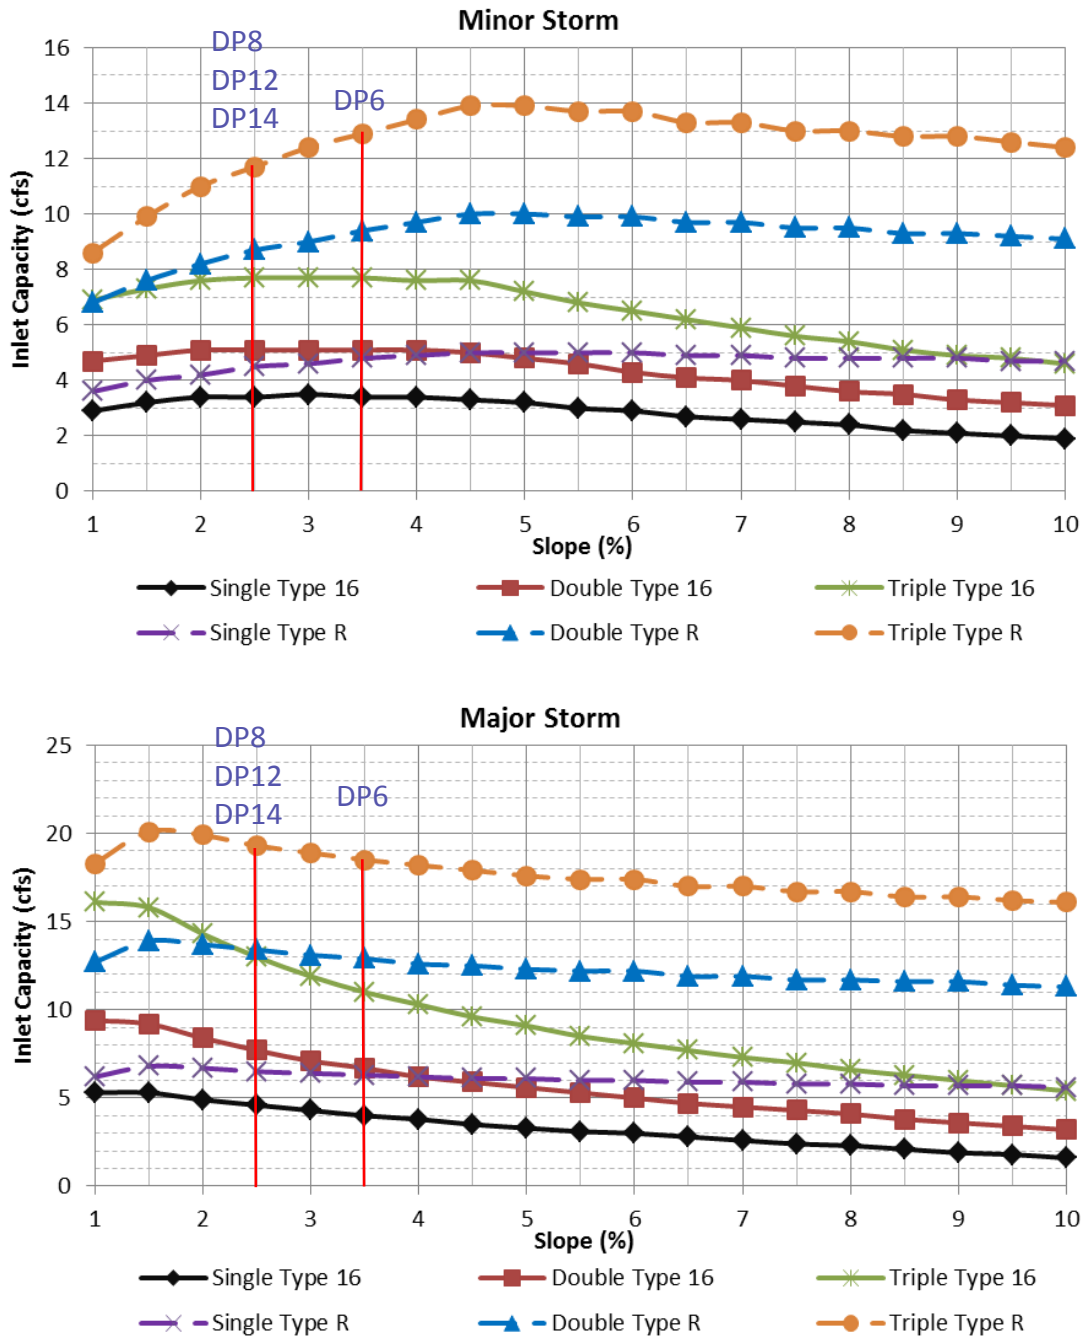 Minor Storm
DP8
DP12
DP14
DP6
Inlet Capacity (cfs)
16
14
12
10
8
6
4
2
0
1 2 3 4 5 6 7 8 9 10
Slope (%)
Single Type 16 Double Type 16 Triple Type 16
Single Type R Double Type R Triple Type R
Major Storm
DP8
DP12
DP14
DP6
Inlet Capacity (cfs)
25
20
15
10
5
0
1 2 3 4 5 6 7 8 9 10
Slope (%)
Single Type 16 Double Type 16 Triple Type 16
Single Type R Double Type R Triple Type R